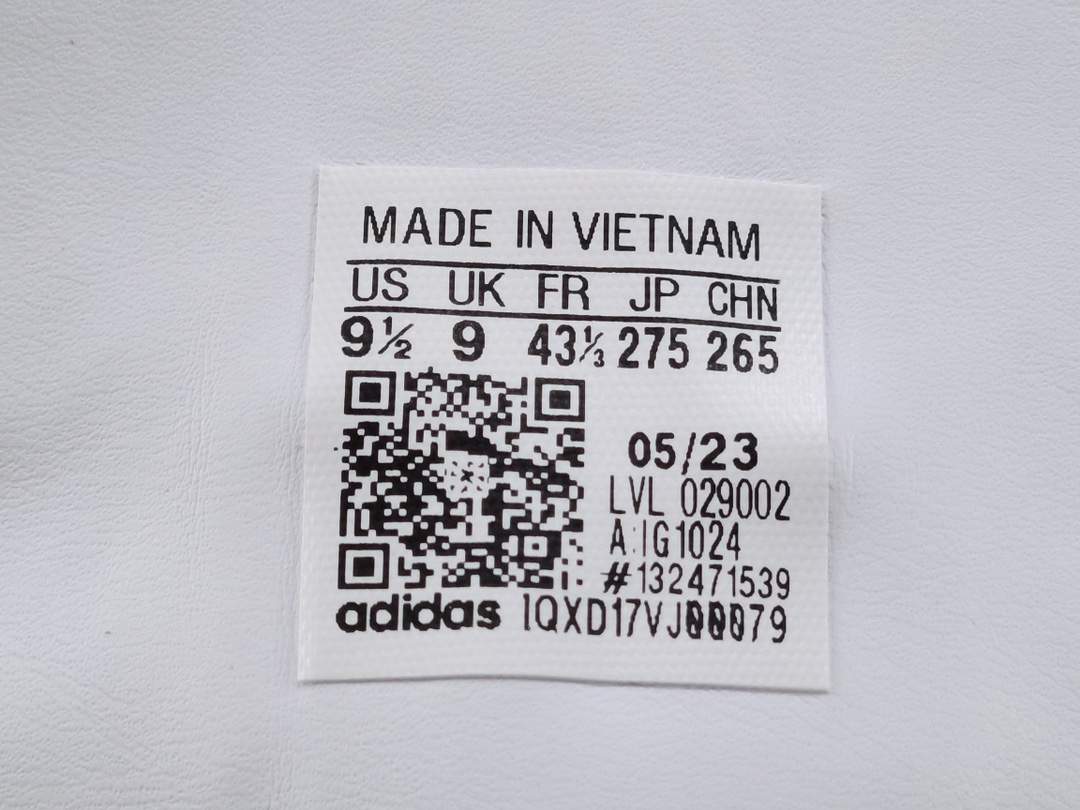 MADE IN VIETNAM
US UK FR JP CHN
9½ 9 43⅓ 275 265
05/23
LVL 029002
A:IG1024
#132471539
adidas 1QXD17VJ00079